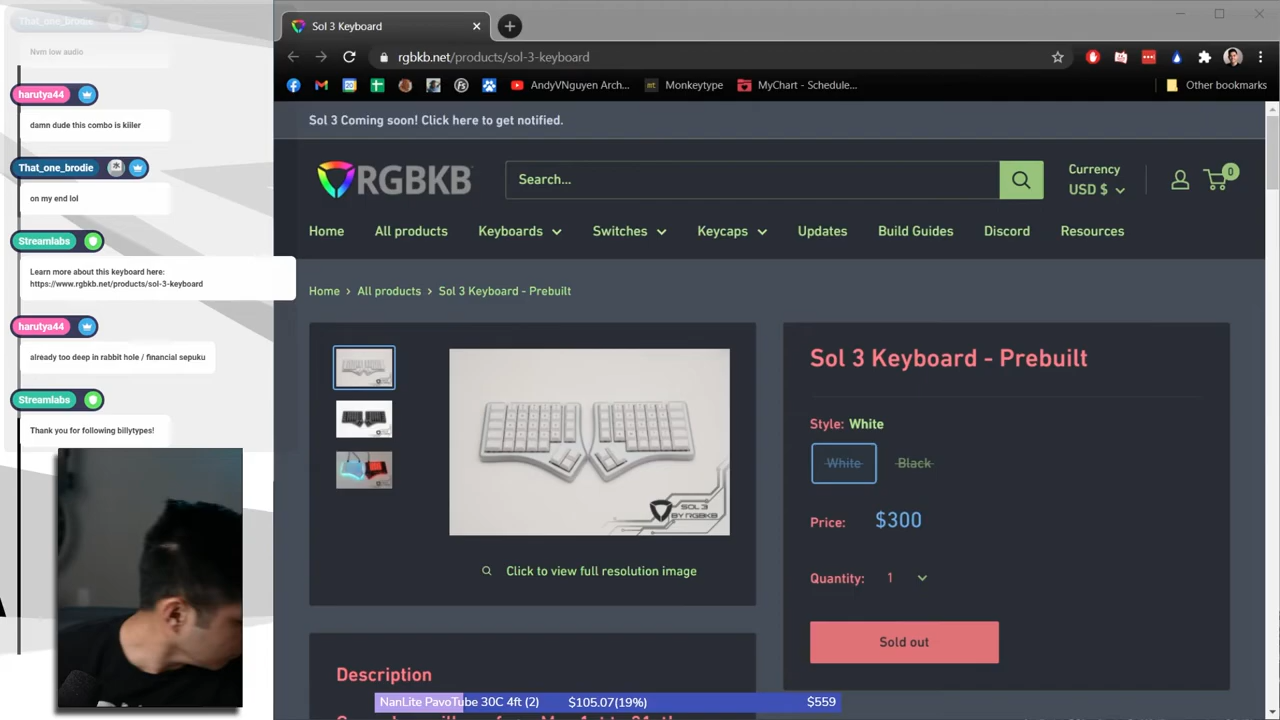 That_one_brodie
Nvm low audio
harutya44
damn dude this combo is kiiler
That_one_brodie
on my end lol
Streamlabs
Learn more about this keyboard here:
https://www.rgbkb.net/products/sol-3-keyboard
harutya44
already too deep in rabbit hole / financial sepuku
Streamlabs
Thank you for following billytypes!
Sol 3 Keyboard
rgbkb.net/products/sol-3-keyboard
AndyVNguyen Arch...
Monkeytype
MyChart - Schedule...
Other bookmarks
Sol 3 Coming soon! Click here to get notified.
RGBKB
Search...
Currency
USD $
0
Home
All products
Keyboards
Switches
Keycaps
Updates
Build Guides
Discord
Resources
Home > All products > Sol 3 Keyboard - Prebuilt
SOL 3
BY RGBKB
Click to view full resolution image
Sol 3 Keyboard - Prebuilt
Style: White
White
Black
Price: $300
Quantity: 1
Sold out
Description
NanLite PavoTube 30C 4ft (2) $105.07(19%) $559